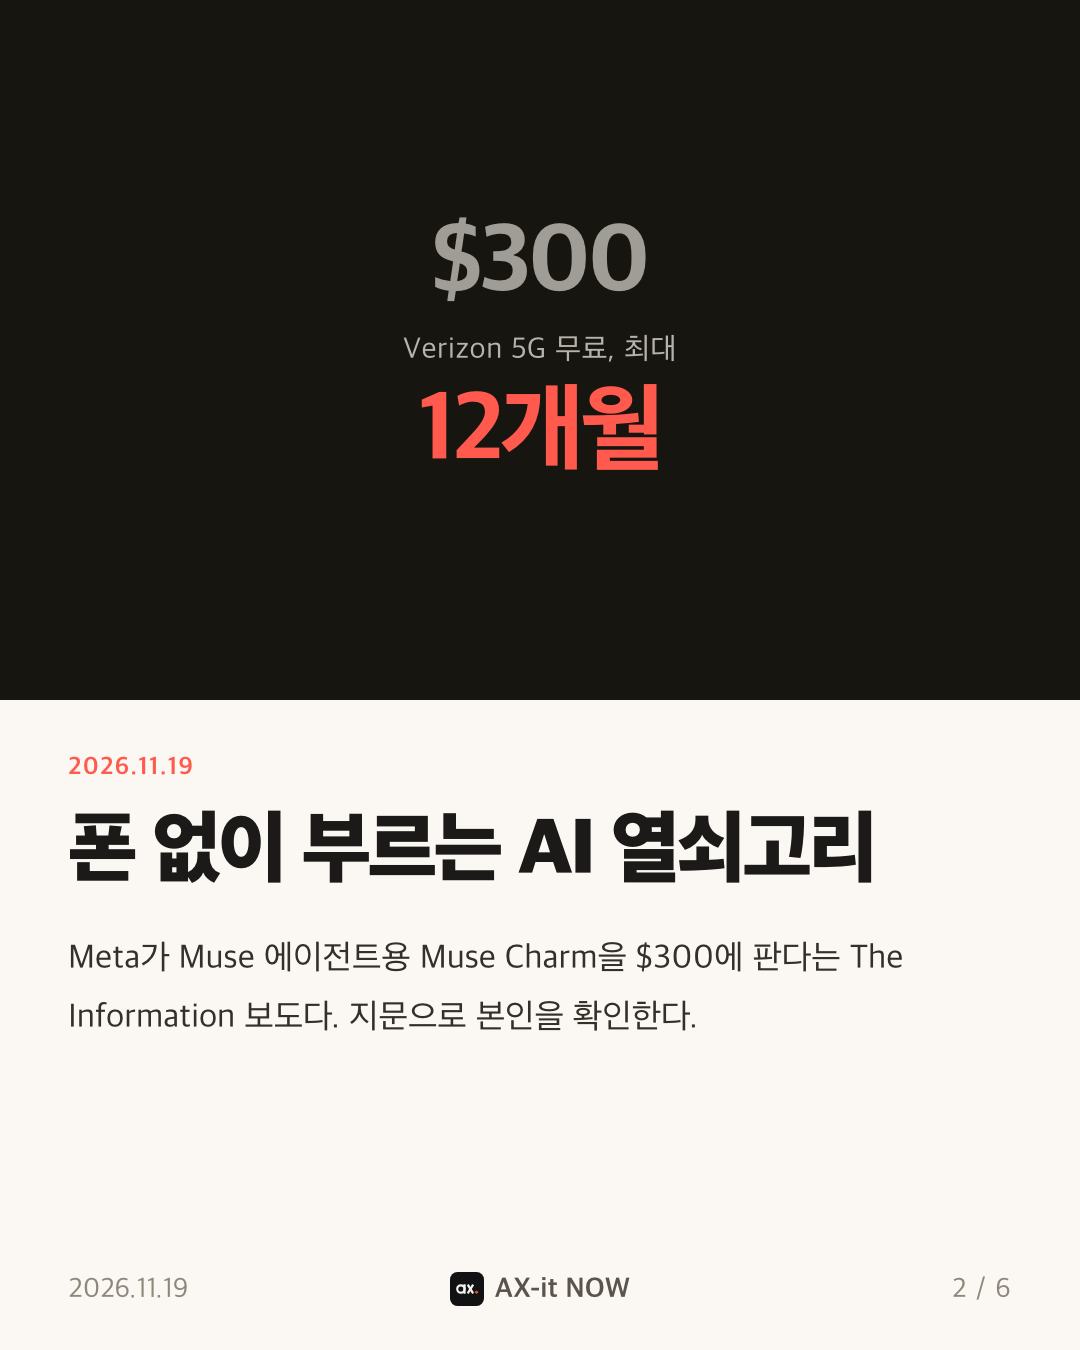 $300
Verizon 5G 무료, 최대
12개월
2026.11.19
폰 없이 부르는 AI 열쇠고리
Meta가 Muse 에이전트용 Muse Charm을 $300에 판다는 The
Information 보도다. 지문으로 본인을 확인한다.
2026.11.19
ax. AX-it NOW
2 / 6